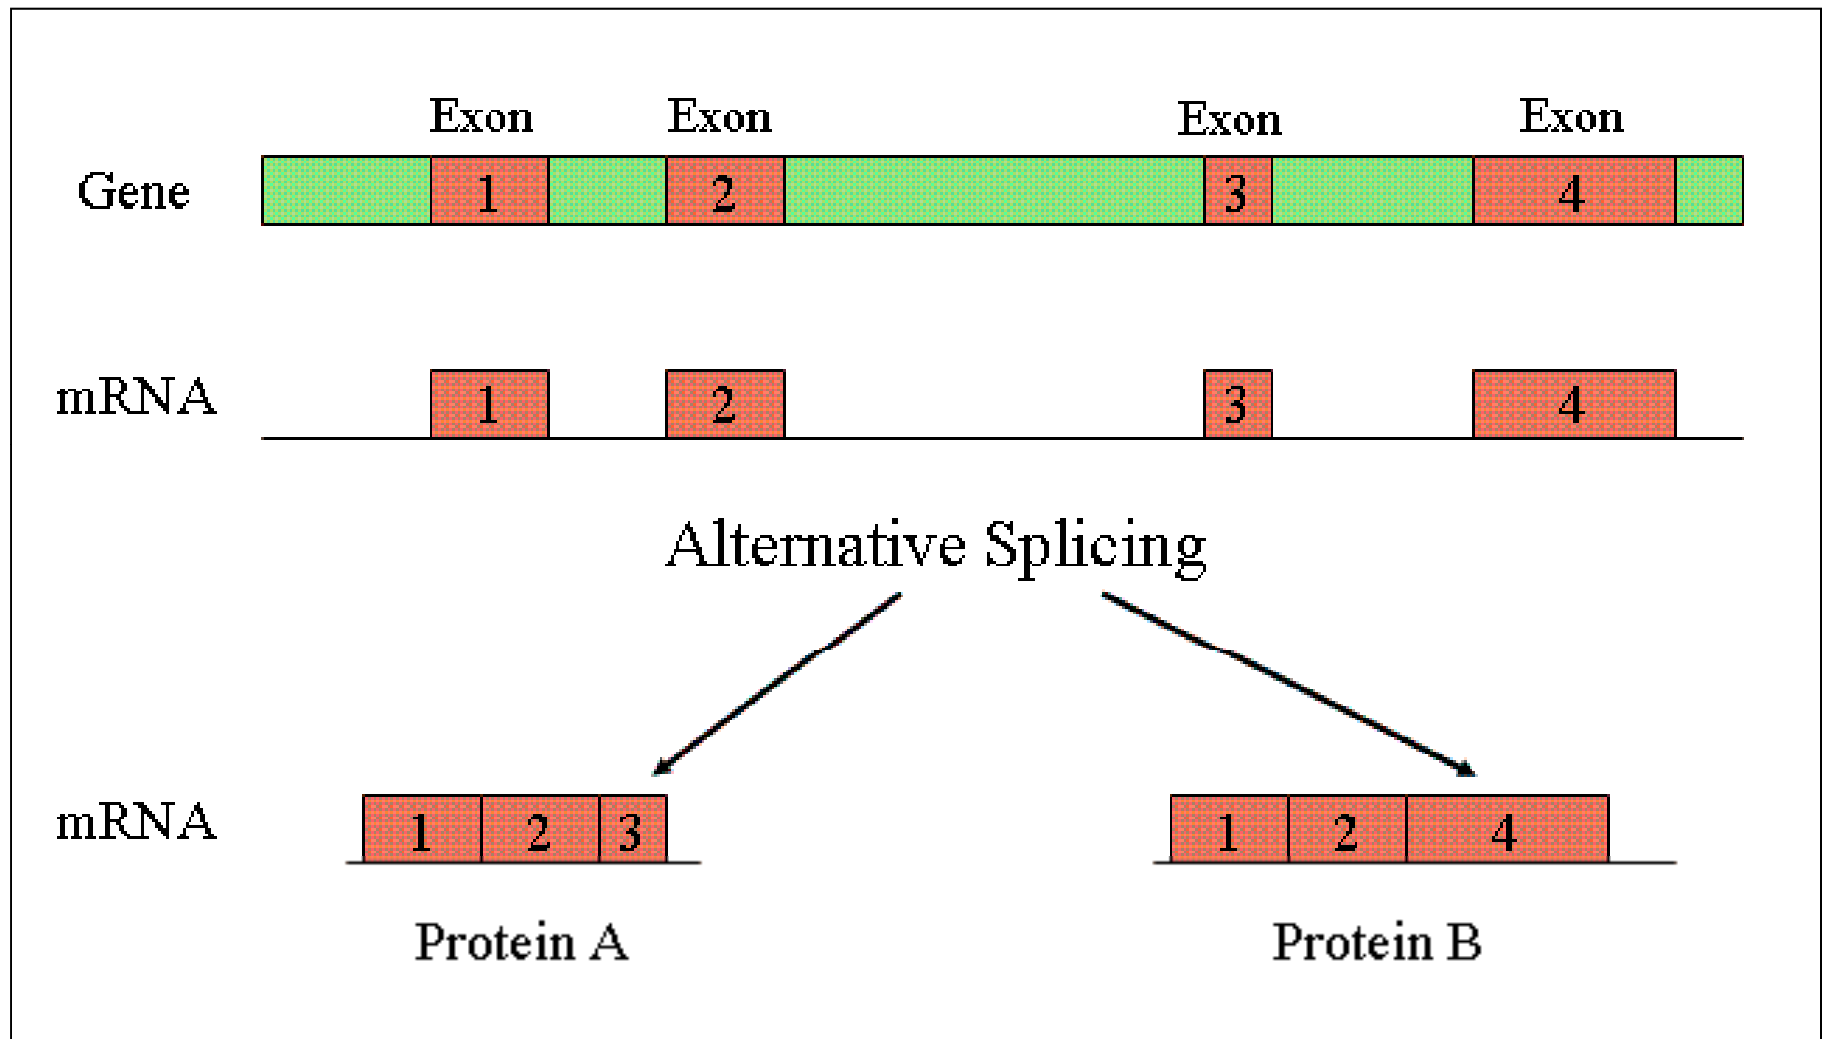 Exon Exon Exon Exon
Gene 1 2 3 4
mRNA 1 2 3 4
Alternative Splicing
mRNA 1 2 3 1 2 4
Protein A Protein B